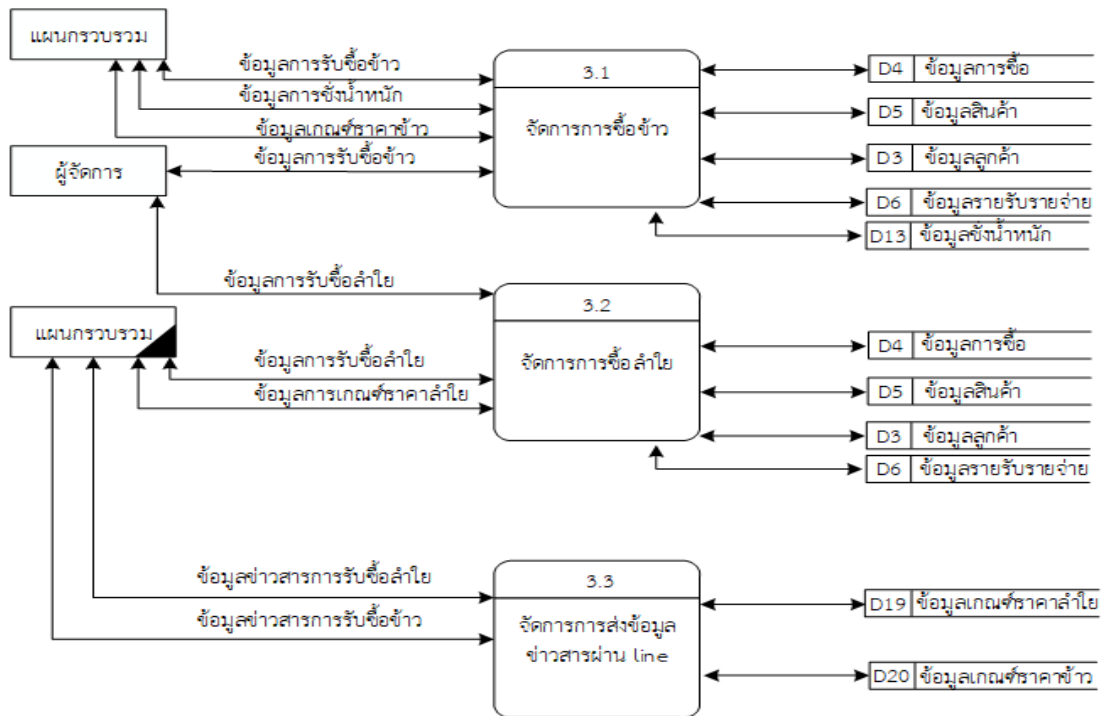 แผนกรวบรวม
ข้อมูลการรับซื้อข้าว
ข้อมูลการชั่งน้ำหนัก
ข้อมูลเกณฑ์ราคาข้าว
ผู้จัดการ
ข้อมูลการรับซื้อข้าว
3.1
จัดการการซื้อข้าว
D4 ข้อมูลการซื้อ
D5 ข้อมูลสินค้า
D3 ข้อมูลลูกค้า
D6 ข้อมูลรายรับรายจ่าย
D13 ข้อมูลชั่งน้ำหนัก
ข้อมูลการรับซื้อลำใย
แผนกรวบรวม
ข้อมูลการรับซื้อลำใย
ข้อมูลการเกณฑ์ราคาลำใย
3.2
จัดการการซื้อลำใย
D4 ข้อมูลการซื้อ
D5 ข้อมูลสินค้า
D3 ข้อมูลลูกค้า
D6 ข้อมูลรายรับรายจ่าย
ข้อมูลข่าวสารการรับซื้อลำใย
ข้อมูลข่าวสารการรับซื้อข้าว
3.3
จัดการการส่งข้อมูล
ข่าวสารผ่าน line
D19 ข้อมูลเกณฑ์ราคาลำใย
D20 ข้อมูลเกณฑ์ราคาข้าว